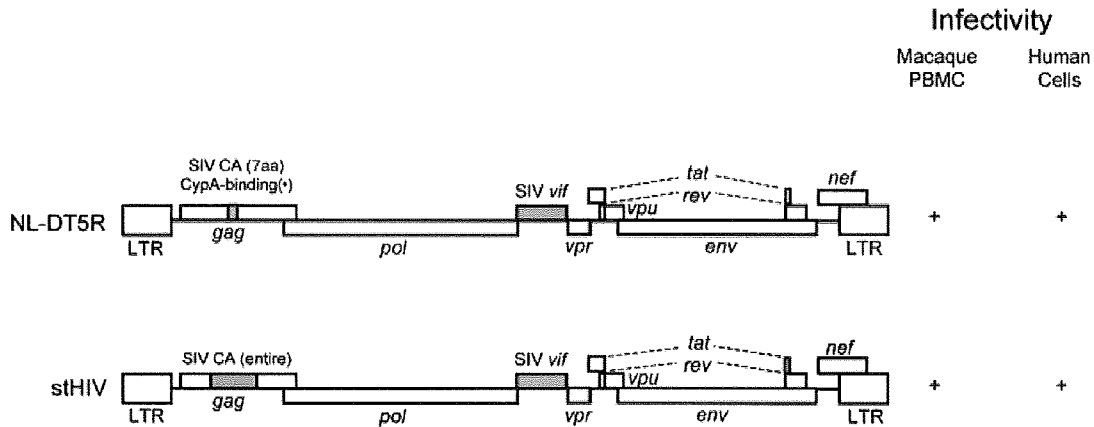 Infectivity
Macaque PBMC
Human Cells
SIV CA (7aa)
CypA-binding(-)
SIV vif
tat
rev
vpu
nef
NL-DT5R
LTR
gag
pol
vpr
env
LTR
+
+
SIV CA (entire)
SIV vif
tat
rev
vpu
nef
stHIV
LTR
gag
pol
vpr
env
LTR
+
+